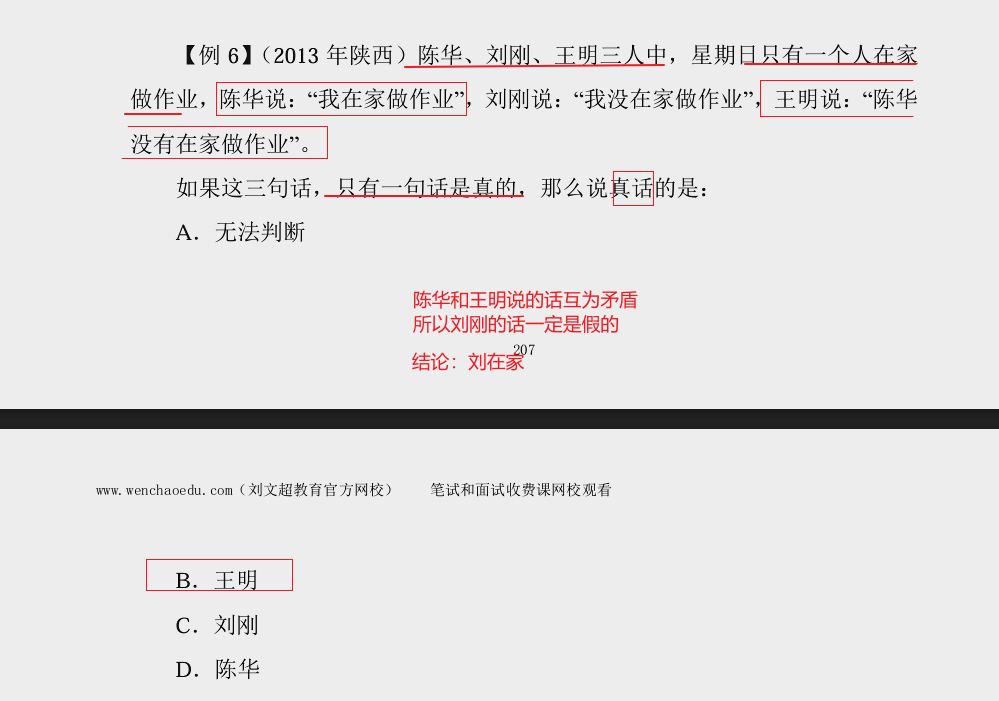 【例 6】（2013 年陕西）陈华、刘刚、王明三人中，星期日只有一个人在家
做作业，陈华说：“我在家做作业”，刘刚说：“我没在家做作业”，王明说：“陈华
没有在家做作业”。
如果这三句话，只有一句话是真的，那么说真话的是：
A．无法判断
陈华和王明说的话互为矛盾
所以刘刚的话一定是假的
207
结论：刘在家
www.wenchaoedu.com（刘文超教育官方网校） 笔试和面试收费课网校观看
B．王明
C．刘刚
D．陈华